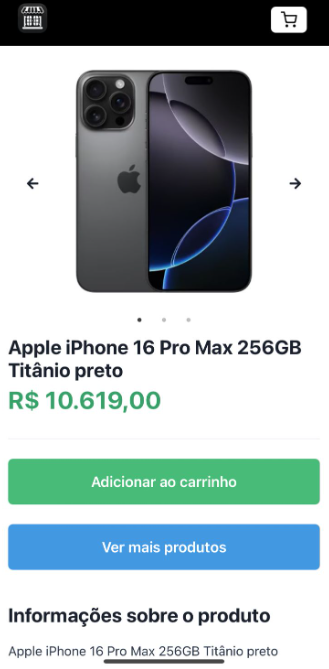 Apple iPhone 16 Pro Max 256GB
Titânio preto
R$ 10.619,00
Adicionar ao carrinho
Ver mais produtos
Informações sobre o produto
Apple iPhone 16 Pro Max 256GB Titânio preto